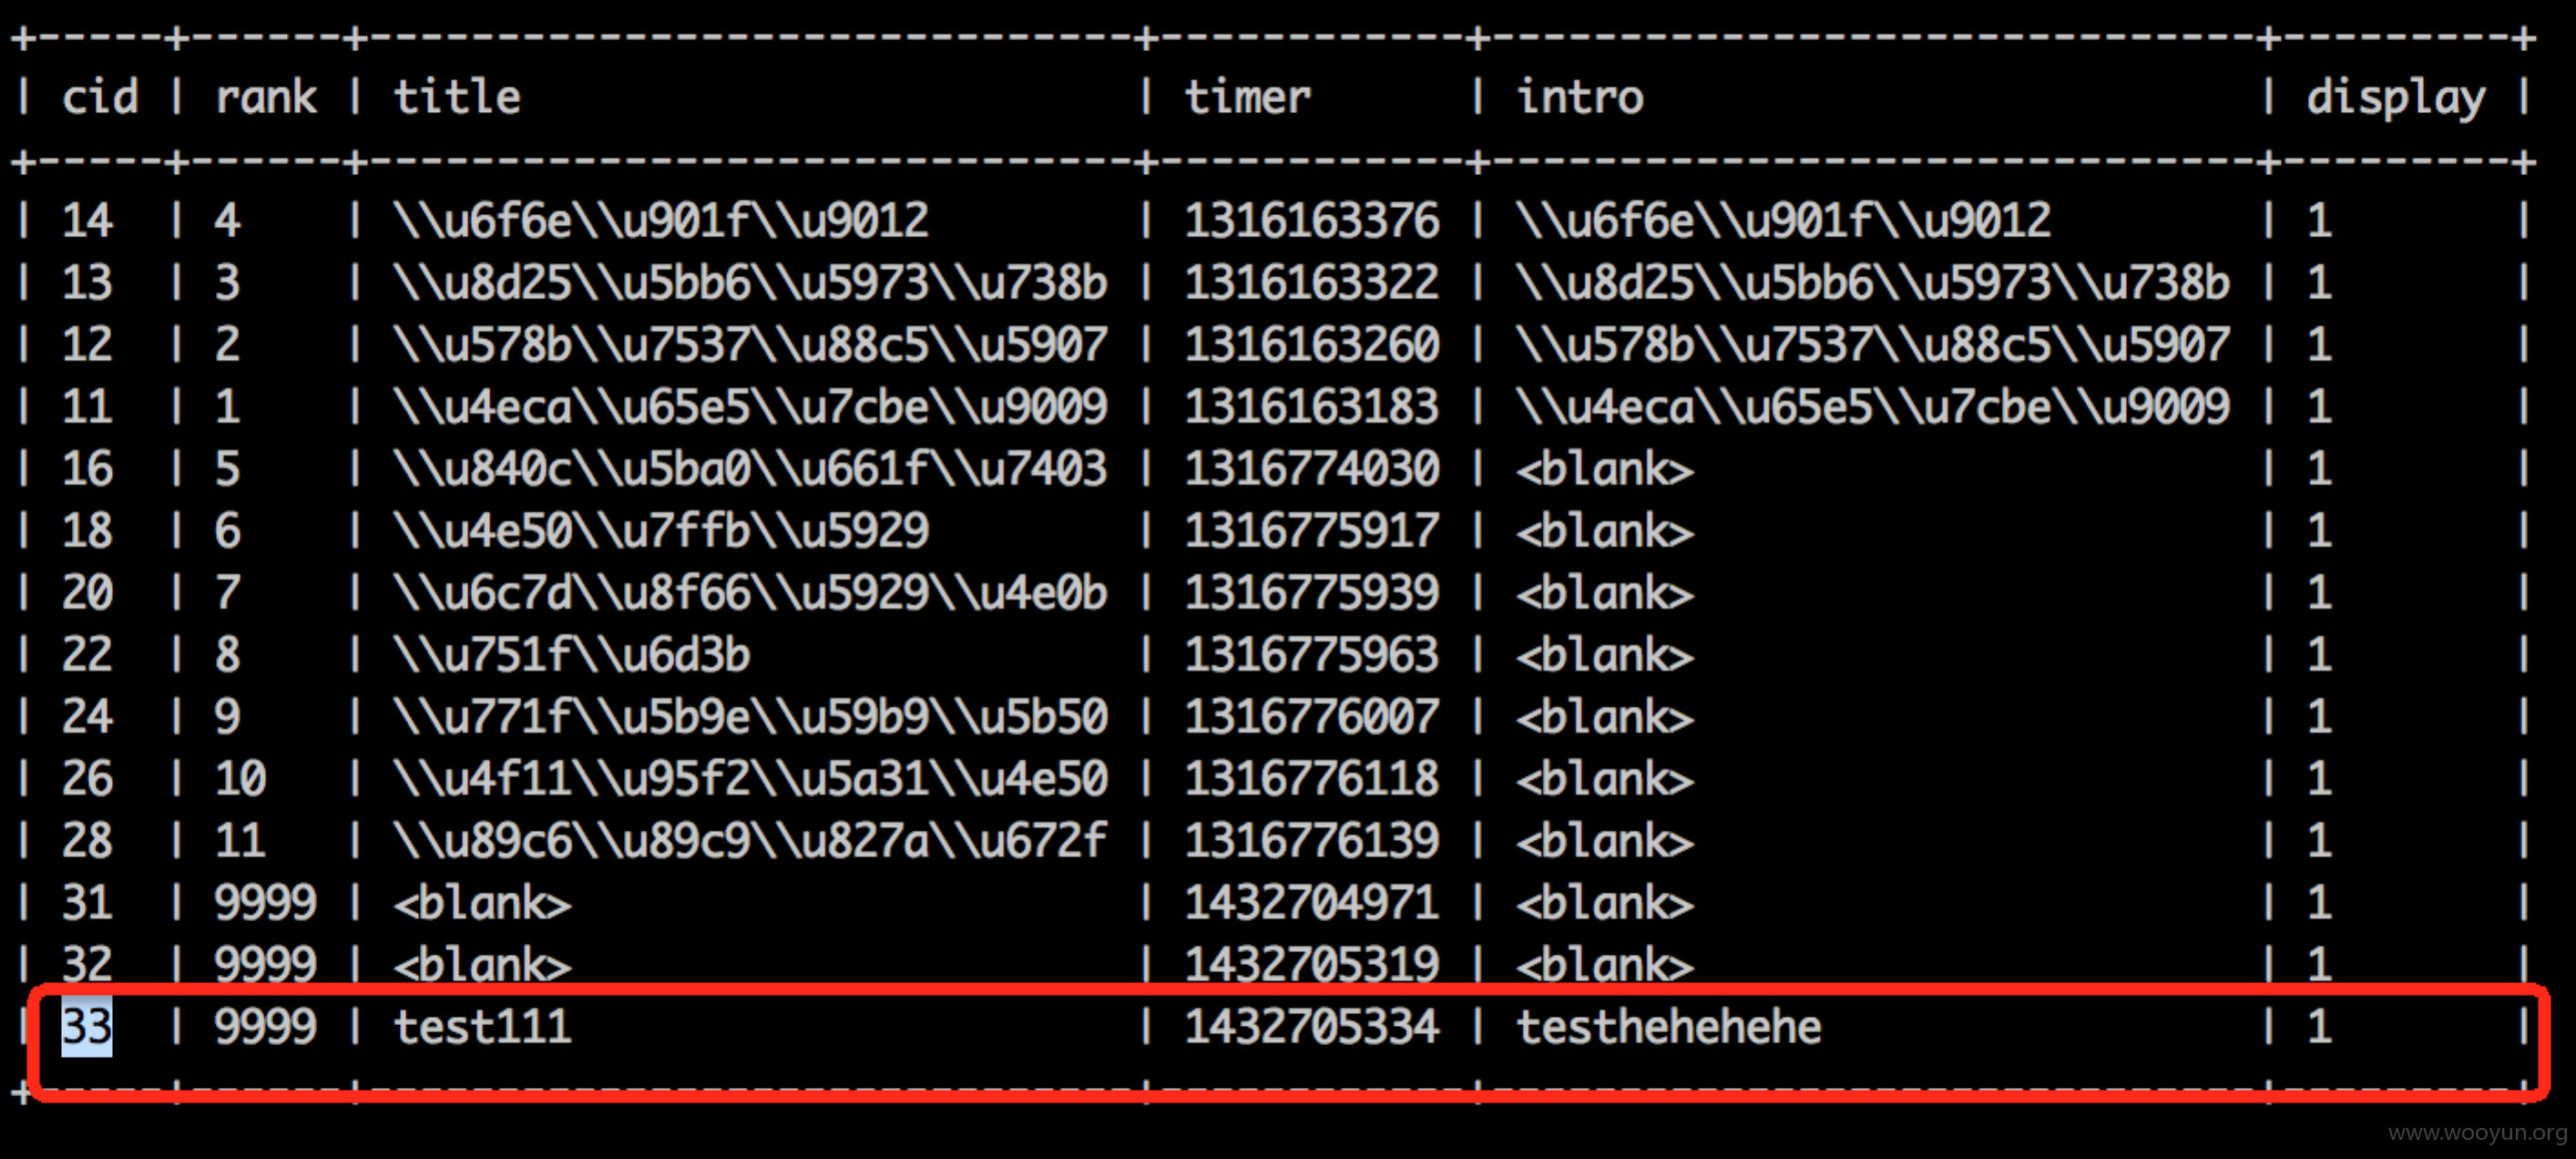 +-----+------+------------------------------+------------+------------------------------+---------+
| cid | rank | title                        | timer      | intro                        | display |
+-----+------+------------------------------+------------+------------------------------+---------+
| 14  | 4    | \\u6f6e\\u901f\\u9012        | 1316163376 | \\u6f6e\\u901f\\u9012        | 1       |
| 13  | 3    | \\u8d25\\u5bb6\\u5973\\u738b | 1316163322 | \\u8d25\\u5bb6\\u5973\\u738b | 1       |
| 12  | 2    | \\u578b\\u7537\\u88c5\\u5907 | 1316163260 | \\u578b\\u7537\\u88c5\\u5907 | 1       |
| 11  | 1    | \\u4eca\\u65e5\\u7cbe\\u9009 | 1316163183 | \\u4eca\\u65e5\\u7cbe\\u9009 | 1       |
| 16  | 5    | \\u840c\\u5ba0\\u661f\\u7403 | 1316774030 | <blank>                      | 1       |
| 18  | 6    | \\u4e50\\u7ffb\\u5929        | 1316775917 | <blank>                      | 1       |
| 20  | 7    | \\u6c7d\\u8f66\\u5929\\u4e0b | 1316775939 | <blank>                      | 1       |
| 22  | 8    | \\u751f\\u6d3b               | 1316775963 | <blank>                      | 1       |
| 24  | 9    | \\u771f\\u5b9e\\u59b9\\u5b50 | 1316776007 | <blank>                      | 1       |
| 26  | 10   | \\u4f11\\u95f2\\u5a31\\u4e50 | 1316776118 | <blank>                      | 1       |
| 28  | 11   | \\u89c6\\u89c9\\u827a\\u672f | 1316776139 | <blank>                      | 1       |
| 31  | 9999 | <blank>                      | 1432704971 | <blank>                      | 1       |
| 32  | 9999 | <blank>                      | 1432705319 | <blank>                      | 1       |
| 33  | 9999 | test111                      | 1432705334 | testhehehehe                 | 1       |
+-----+------+------------------------------+------------+------------------------------+---------+
www.wooyun.org